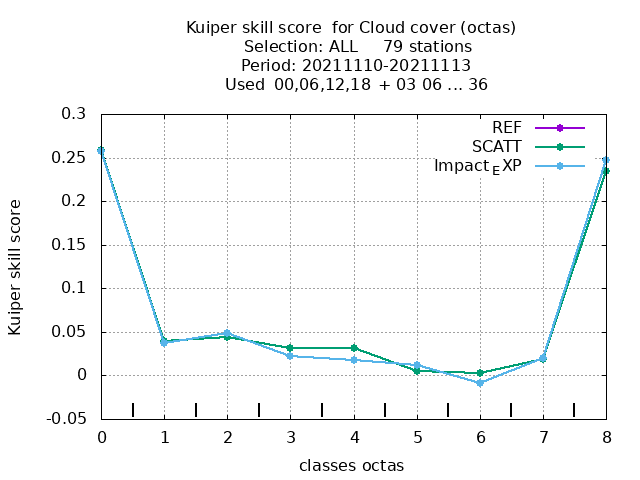 Kuiper skill score  for Cloud cover (octas)
Selection: ALL     79 stations
Period: 20211110-20211113
Used  00,06,12,18  + 03 06 ... 36
0.3
0.25
0.2
0.15
0.1
0.05
0
-0.05
Kuiper skill score
REF
SCATT
Impact_EXP
0 1 2 3 4 5 6 7 8
classes octas